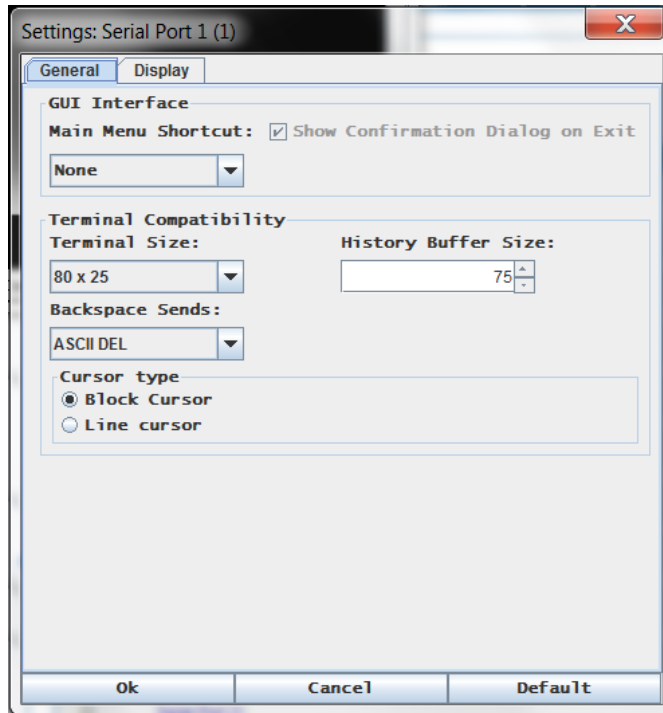 Settings: Serial Port 1 (1)
General Display
GUI Interface
Main Menu Shortcut: Show Confirmation Dialog on Exit
None
Terminal Compatibility
Terminal Size: History Buffer Size:
80 x 25 75
Backspace Sends:
ASCII DEL
Cursor type
Block Cursor
Line cursor
Ok Cancel Default